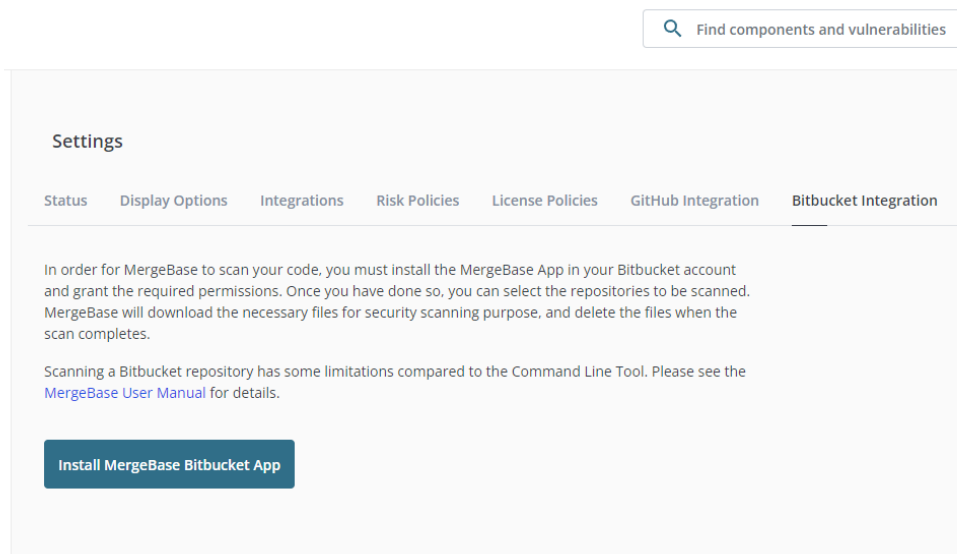 Find components and vulnerabilities
Settings
Status Display Options Integrations Risk Policies License Policies GitHub Integration Bitbucket Integration
In order for MergeBase to scan your code, you must install the MergeBase App in your Bitbucket account
and grant the required permissions. Once you have done so, you can select the repositories to be scanned.
MergeBase will download the necessary files for security scanning purpose, and delete the files when the
scan completes.
Scanning a Bitbucket repository has some limitations compared to the Command Line Tool. Please see the
MergeBase User Manual for details.
Install MergeBase Bitbucket App